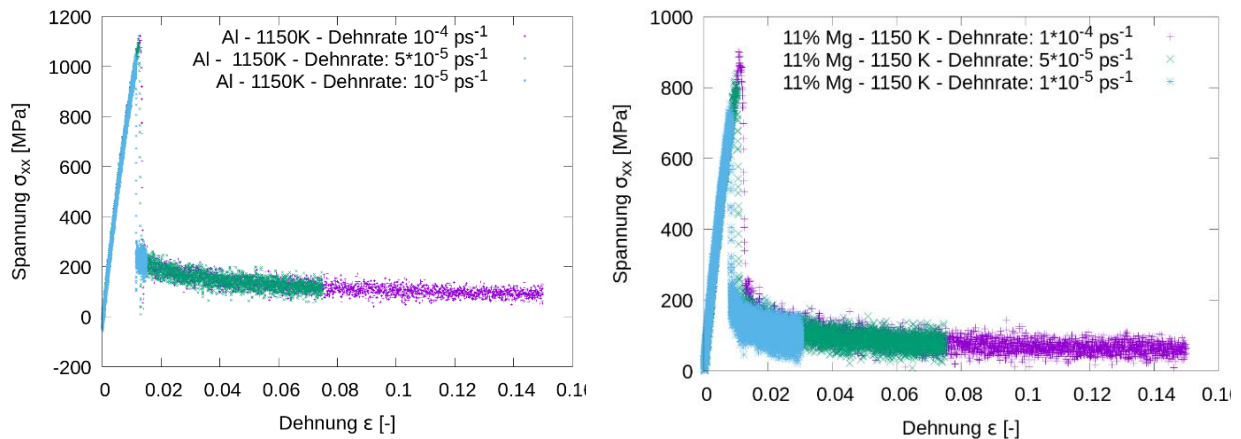 1200
1000
800
600
400
200
0
-200
Spannung σxx [MPa]
Al - 1150K - Dehnrate 10-4 ps-1
Al - 1150K - Dehnrate: 5*10-5 ps-1
Al - 1150K - Dehnrate: 10-5 ps-1
0 0.02 0.04 0.06 0.08 0.1 0.12 0.14 0.16
Dehnung ε [-]
1000
800
600
400
200
0
Spannung σxx [MPa]
11% Mg - 1150 K - Dehnrate: 1*10-4 ps-1
11% Mg - 1150 K - Dehnrate: 5*10-5 ps-1
11% Mg - 1150 K - Dehnrate: 1*10-5 ps-1
0 0.02 0.04 0.06 0.08 0.1 0.12 0.14 0.1
Dehnung ε [-]